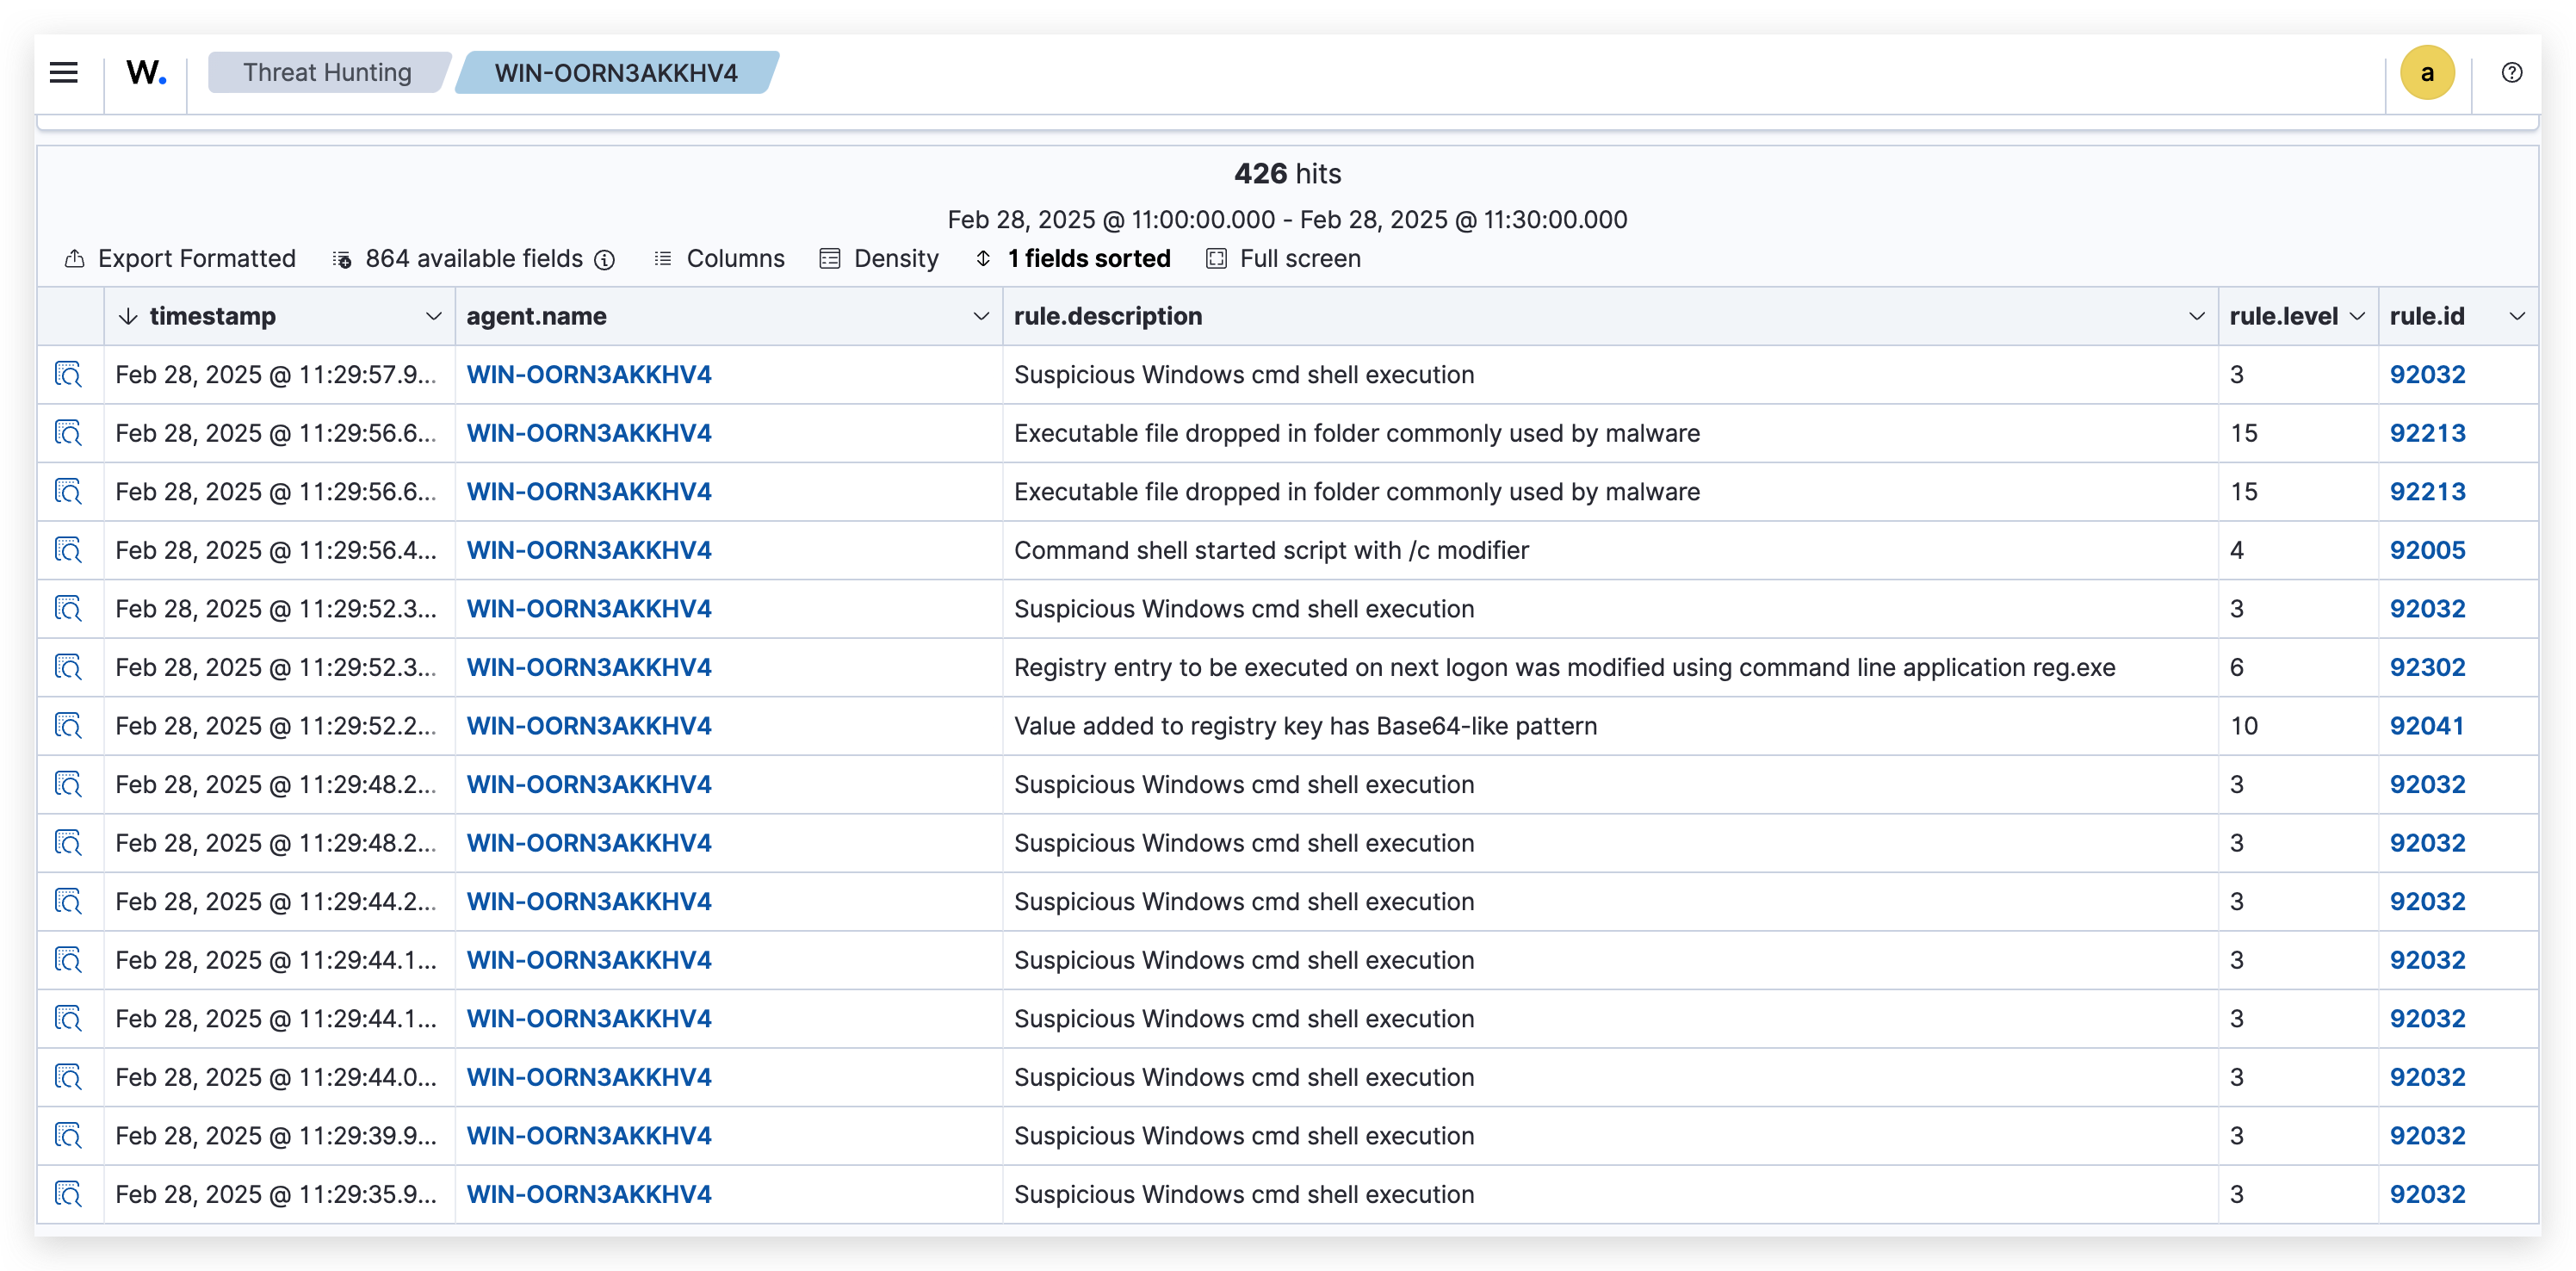 W. Threat Hunting WIN-OORN3AKKHV4 a
426 hits
Feb 28, 2025 @ 11:00:00.000 - Feb 28, 2025 @ 11:30:00.000
Export Formatted 864 available fields Columns Density 1 fields sorted Full screen
timestamp agent.name rule.description rule.level rule.id
Feb 28, 2025 @ 11:29:57.9... WIN-OORN3AKKHV4 Suspicious Windows cmd shell execution 3 92032
Feb 28, 2025 @ 11:29:56.6... WIN-OORN3AKKHV4 Executable file dropped in folder commonly used by malware 15 92213
Feb 28, 2025 @ 11:29:56.6... WIN-OORN3AKKHV4 Executable file dropped in folder commonly used by malware 15 92213
Feb 28, 2025 @ 11:29:56.4... WIN-OORN3AKKHV4 Command shell started script with /c modifier 4 92005
Feb 28, 2025 @ 11:29:52.3... WIN-OORN3AKKHV4 Suspicious Windows cmd shell execution 3 92032
Feb 28, 2025 @ 11:29:52.3... WIN-OORN3AKKHV4 Registry entry to be executed on next logon was modified using command line application reg.exe 6 92302
Feb 28, 2025 @ 11:29:52.2... WIN-OORN3AKKHV4 Value added to registry key has Base64-like pattern 10 92041
Feb 28, 2025 @ 11:29:48.2... WIN-OORN3AKKHV4 Suspicious Windows cmd shell execution 3 92032
Feb 28, 2025 @ 11:29:48.2... WIN-OORN3AKKHV4 Suspicious Windows cmd shell execution 3 92032
Feb 28, 2025 @ 11:29:44.2... WIN-OORN3AKKHV4 Suspicious Windows cmd shell execution 3 92032
Feb 28, 2025 @ 11:29:44.1... WIN-OORN3AKKHV4 Suspicious Windows cmd shell execution 3 92032
Feb 28, 2025 @ 11:29:44.1... WIN-OORN3AKKHV4 Suspicious Windows cmd shell execution 3 92032
Feb 28, 2025 @ 11:29:44.0... WIN-OORN3AKKHV4 Suspicious Windows cmd shell execution 3 92032
Feb 28, 2025 @ 11:29:39.9... WIN-OORN3AKKHV4 Suspicious Windows cmd shell execution 3 92032
Feb 28, 2025 @ 11:29:35.9... WIN-OORN3AKKHV4 Suspicious Windows cmd shell execution 3 92032